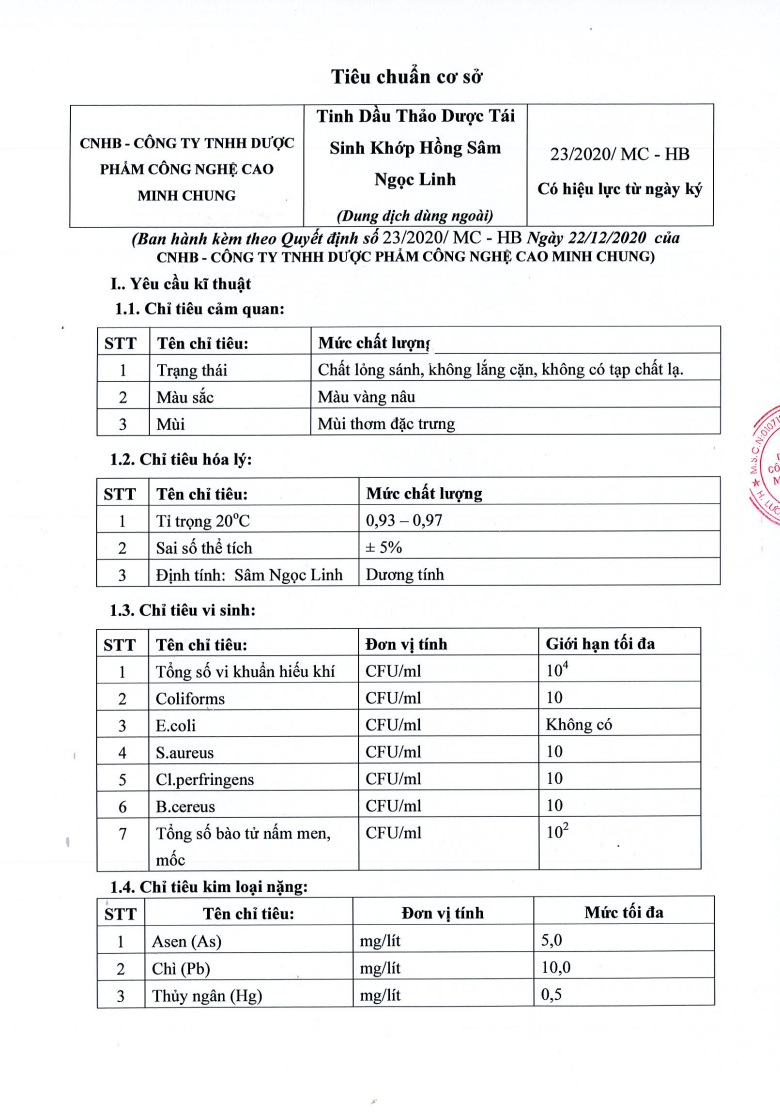 Tiêu chuẩn cơ sở
CNHB - CÔNG TY TNHH DƯỢC
PHẨM CÔNG NGHỆ CAO
MINH CHUNG
Tinh Dầu Thảo Dược Tái
Sinh Khớp Hồng Sâm
Ngọc Linh
(Dung dịch dùng ngoài)
23/2020/ MC - HB
Có hiệu lực từ ngày ký
(Ban hành kèm theo Quyết định số 23/2020/ MC - HB Ngày 22/12/2020 của
CNHB - CÔNG TY TNHH DƯỢC PHẨM CÔNG NGHỆ CAO MINH CHUNG)
I.. Yêu cầu kĩ thuật
1.1. Chỉ tiêu cảm quan:
STT Tên chỉ tiêu: Mức chất lượng
1 Trạng thái Chất lỏng sánh, không lắng cặn, không có tạp chất lạ.
2 Màu sắc Màu vàng nâu
3 Mùi Mùi thơm đặc trưng
1.2. Chỉ tiêu hóa lý:
STT Tên chỉ tiêu: Mức chất lượng
1 Tỉ trọng 20°C 0,93 – 0,97
2 Sai số thể tích ± 5%
3 Định tính: Sâm Ngọc Linh Dương tính
1.3. Chỉ tiêu vi sinh:
STT Tên chỉ tiêu: Đơn vị tính Giới hạn tối đa
1 Tổng số vi khuẩn hiếu khí CFU/ml 10⁴
2 Coliforms CFU/ml 10
3 E.coli CFU/ml Không có
4 S.aureus CFU/ml 10
5 Cl.perfringens CFU/ml 10
6 B.cereus CFU/ml 10
7 Tổng số bào tử nấm men, CFU/ml 10²
mốc
1.4. Chỉ tiêu kim loại nặng:
STT Tên chỉ tiêu: Đơn vị tính Mức tối đa
1 Asen (As) mg/lít 5,0
2 Chì (Pb) mg/lít 10,0
3 Thủy ngân (Hg) mg/lít 0,5